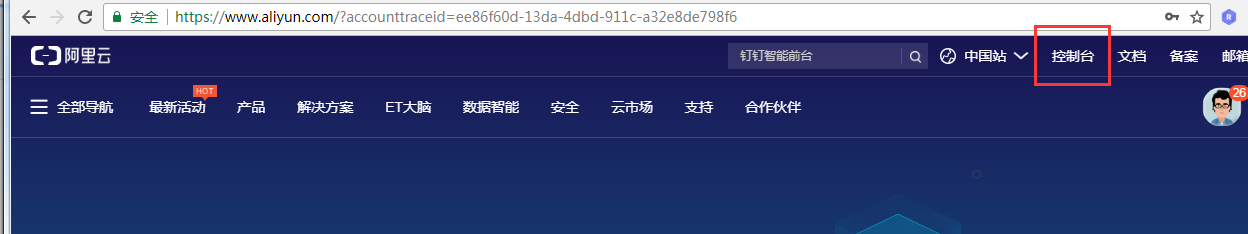 安全 https://www.aliyun.com/?accounttraceid=ee86f60d-13da-4dbd-911c-a32e8de798f6
阿里云 钉钉智能前台 中国站 控制台 文档 备案 邮箱
全部导航 最新活动 HOT 产品 解决方案 ET大脑 数据智能 安全 云市场 支持 合作伙伴 26